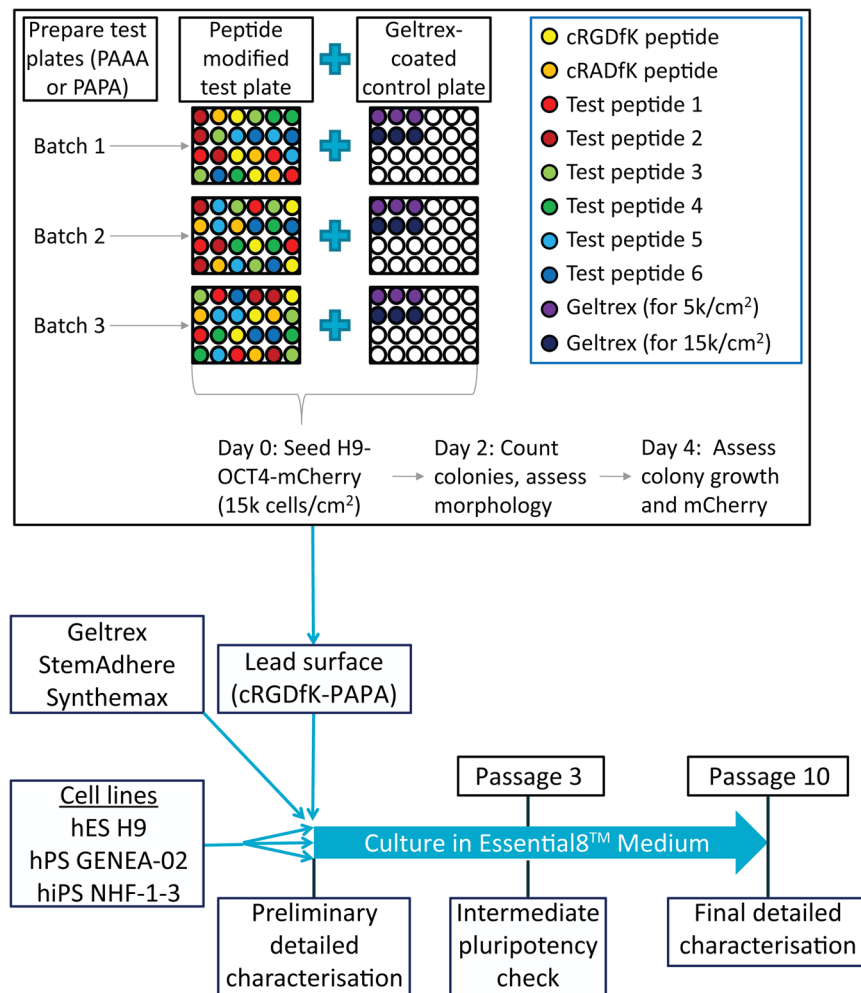 Prepare test
plates (PAAA
or PAPA)
Peptide
modified
test plate
Geltrex-
coated
control plate
Batch 1
Batch 2
Batch 3
cRGDfK peptide
cRADfK peptide
Test peptide 1
Test peptide 2
Test peptide 3
Test peptide 4
Test peptide 5
Test peptide 6
Geltrex (for 5k/cm²)
Geltrex (for 15k/cm²)
Day 0: Seed H9-
OCT4-mCherry
(15k cells/cm²)
Day 2: Count
colonies, assess
morphology
Day 4: Assess
colony growth
and mCherry
Geltrex
StemAdhere
Synthemax
Lead surface
(cRGDfK-PAPA)
Cell lines
hES H9
hPS GENEA-02
hiPS NHF-1-3
Passage 3
Passage 10
Culture in Essential8™ Medium
Preliminary
detailed
characterisation
Intermediate
pluripotency
check
Final detailed
characterisation